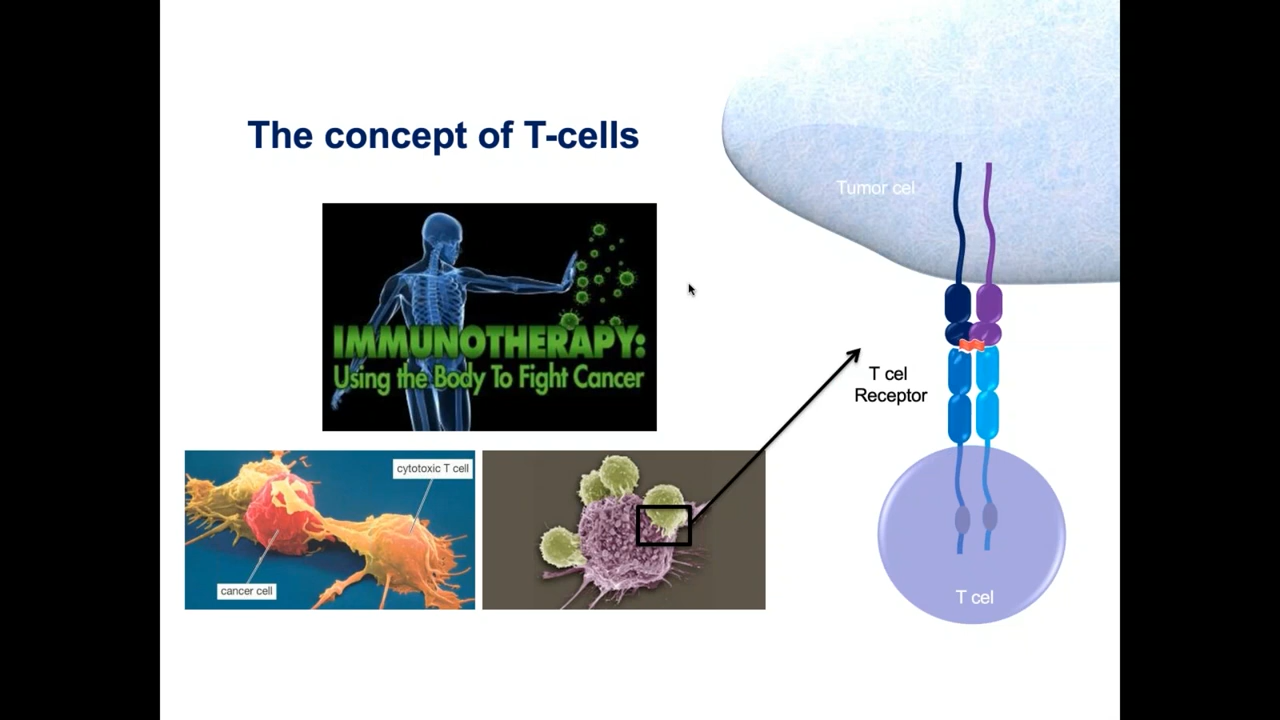 The concept of T-cells
Tumor cel
IMMUNOTHERAPY:
Using the Body To Fight Cancer
T cel
Receptor
cytotoxic T cell
cancer cell
T cel